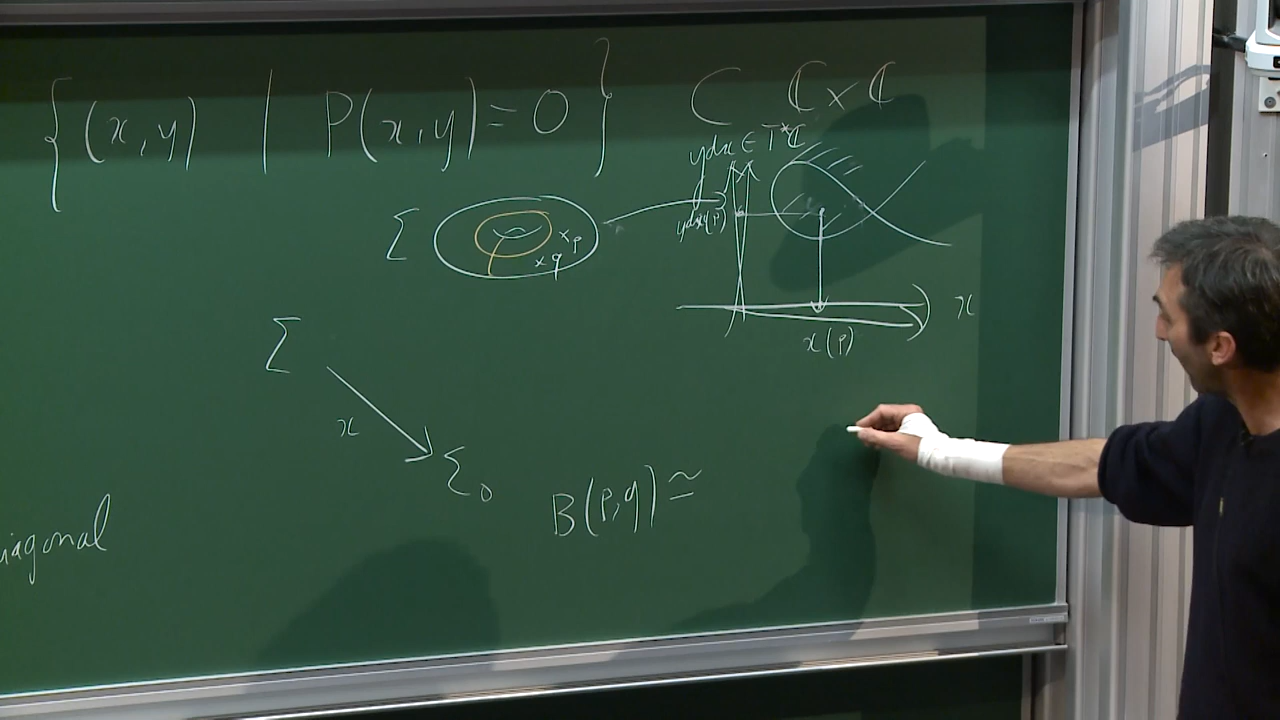 {(x,y) | P(x,y)=0} ⊂ ℂ×ℂ
ydx ∈ T*ℂ
Σ
×p
×q
ydx(p)
x
x(p)
Σ
x
Σ₀
B(p,q) ≃
iagonal